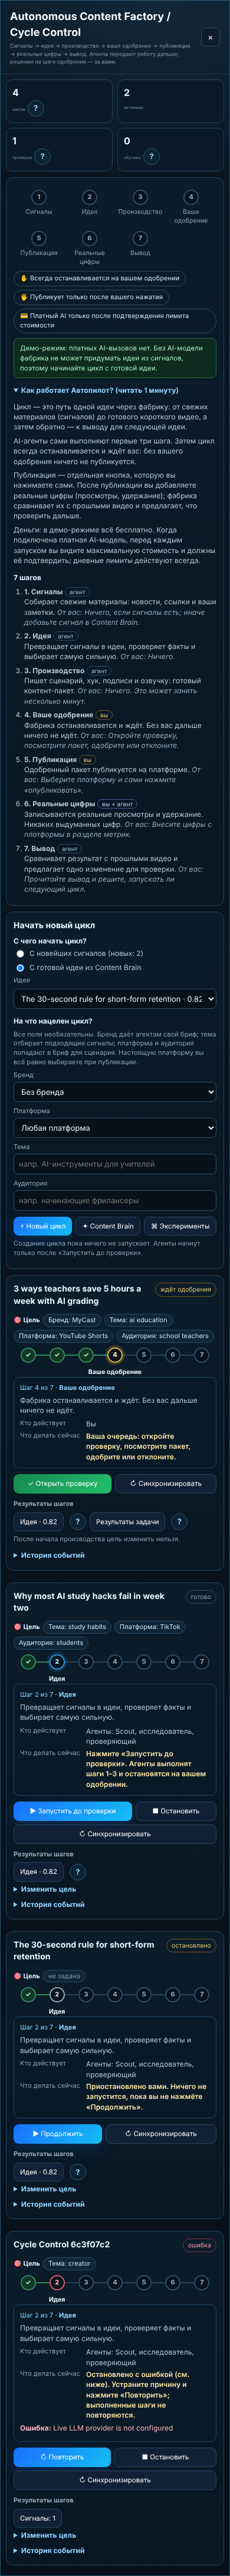 Autonomous Content Factory /
Cycle Control
×
Сигналы → идея → производство → ваше одобрение → публикация
→ реальные цифры → вывод. Агенты передают работу дальше;
решение на шаге одобрения — за вами.
4
циклы ?
2
активных
1
проверка ?
0
обучено ?
1 2 3 4
Сигналы Идея Производство Ваше
одобрение
5 6 7
Публикация Реальные Вывод
цифры
✋ Всегда останавливается на вашем одобрении
🖐 Публикует только после вашего нажатия
💳 Платный AI только после подтверждения лимита
стоимости
Демо-режим: платных AI-вызовов нет. Без AI-модели
фабрика не может придумать идеи из сигналов,
поэтому начинайте цикл с готовой идеи.
▼ Как работает Автопилот? (читать 1 минуту)
Цикл — это путь одной идеи через фабрику: от свежих
материалов (сигналов) до готового короткого видео, а
затем обратно — к выводу для следующей идеи.
AI-агенты сами выполняют первые три шага. Затем цикл
всегда останавливается и ждёт вас: без вашего
одобрения ничего не публикуется.
Публикация — отдельная кнопка, которую вы
нажимаете сами. После публикации вы добавляете
реальные цифры (просмотры, удержание); фабрика
сравнивает их с прошлыми видео и предлагает, что
проверить дальше.
Деньги: в демо-режиме всё бесплатно. Когда
подключена платная AI-модель, перед каждым
запуском вы видите максимальную стоимость и должны
её подтвердить; дневные лимиты действуют всегда.
7 шагов
1. 1. Сигналы агент
Собирает свежие материалы: новости, ссылки и ваши
заметки. От вас: Ничего, если сигналы есть; иначе
добавьте сигнал в Content Brain.
2. 2. Идея агент
Превращает сигналы в идеи, проверяет факты и
выбирает самую сильную. От вас: Ничего.
3. 3. Производство агент
Пишет сценарий, хук, подписи и озвучку: готовый
контент-пакет. От вас: Ничего. Это может занять
несколько минут.
4. 4. Ваше одобрение вы
Фабрика останавливается и ждёт. Без вас дальше
ничего не идёт. От вас: Откройте проверку,
посмотрите пакет, одобрите или отклоните.
5. 5. Публикация вы
Одобренный пакет публикуется на платформе. От
вас: Выберите платформу и сами нажмите
«опубликовать».
6. 6. Реальные цифры вы + агент
Записываются реальные просмотры и удержание.
Никаких выдуманных цифр. От вас: Внесите цифры с
платформы в разделе метрик.
7. 7. Вывод агент
Сравнивает результат с прошлыми видео и
предлагает одно изменение для проверки. От вас:
Прочитайте вывод и решите, запускать ли
следующий цикл.
Начать новый цикл
С чего начать цикл?
С новейших сигналов (новых: 2)
С готовой идеи из Content Brain
Идея
The 30-second rule for short-form retention · 0.82
На что нацелен цикл?
Всё поля необязательны. Бренд даёт агентам свой бриф; тема
отбирает подходящие сигналы; платформа и аудитория
попадают в бриф для сценария. Настоящую платформу вы
всё равно выбираете при публикации.
Бренд
Без бренда
Платформа
Любая платформа
Тема
напр. AI-инструменты для учителей
Аудитория
напр. начинающие фрилансеры
+ Новый цикл ✦ Content Brain ⌘ Эксперименты
Создание цикла пока ничего не запускает. Агенты начнут
только после «Запустить до проверки».
3 ways teachers save 5 hours a ждёт одобрения
week with AI grading
🎯 Цель Бренд: MyCast Тема: ai education
Платформа: YouTube Shorts Аудитория: school teachers
✓ ✓ ✓ 4 5 6 7
Ваше одобрение
Шаг 4 из 7 · Ваше одобрение
Фабрика останавливается и ждёт. Без вас дальше
ничего не идёт.
Кто действует Вы
Что делать сейчас Ваша очередь: откройте
проверку, посмотрите пакет,
одобрите или отклоните.
✓ Открыть проверку ↻ Синхронизировать
Результаты шагов
Идея · 0.82 ? Результаты задачи ?
После начала производства цель изменить нельзя.
▶ История событий
Why most AI study hacks fail in week готово
two
🎯 Цель Тема: study habits Платформа: TikTok
Аудитория: students
✓ 2 3 4 5 6 7
Идея
Шаг 2 из 7 · Идея
Превращает сигналы в идеи, проверяет факты и
выбирает самую сильную.
Кто действует Агенты: Scout, исследователь,
проверяющий
Что делать сейчас Нажмите «Запустить до
проверки». Агенты выполнят
шаги 1–3 и остановятся на вашем
одобрении.
▶ Запустить до проверки ■ Остановить
↻ Синхронизировать
Результаты шагов
Идея · 0.82 ?
▶ Изменить цель
▶ История событий
The 30-second rule for short-form остановлено
retention
🎯 Цель не задана
✓ 2 3 4 5 6 7
Идея
Шаг 2 из 7 · Идея
Превращает сигналы в идеи, проверяет факты и
выбирает самую сильную.
Кто действует Агенты: Scout, исследователь,
проверяющий
Что делать сейчас Приостановлено вами. Ничего не
запустится, пока вы не нажмёте
«Продолжить».
▶ Продолжить ↻ Синхронизировать
Результаты шагов
Идея · 0.82 ?
▶ Изменить цель
▶ История событий
Cycle Control 6c3f07c2 ошибка
🎯 Цель Тема: creator
✓ 2 3 4 5 6 7
Идея
Шаг 2 из 7 · Идея
Превращает сигналы в идеи, проверяет факты и
выбирает самую сильную.
Кто действует Агенты: Scout, исследователь,
проверяющий
Что делать сейчас Остановлено с ошибкой (см.
ниже). Устраните причину и
нажмите «Повторить»;
выполненные шаги не
повторяются.
Ошибка: Live LLM provider is not configured
↻ Повторить ■ Остановить
↻ Синхронизировать
Результаты шагов
Сигналы: 1
▶ Изменить цель
▶ История событий